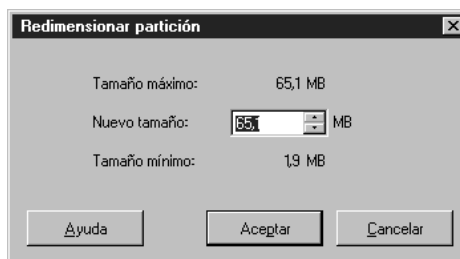 Redimensionar partición
Tamaño máximo: 65,1 MB
Nuevo tamaño: 65,1 MB
Tamaño mínimo: 1,9 MB
Ayuda Aceptar Cancelar